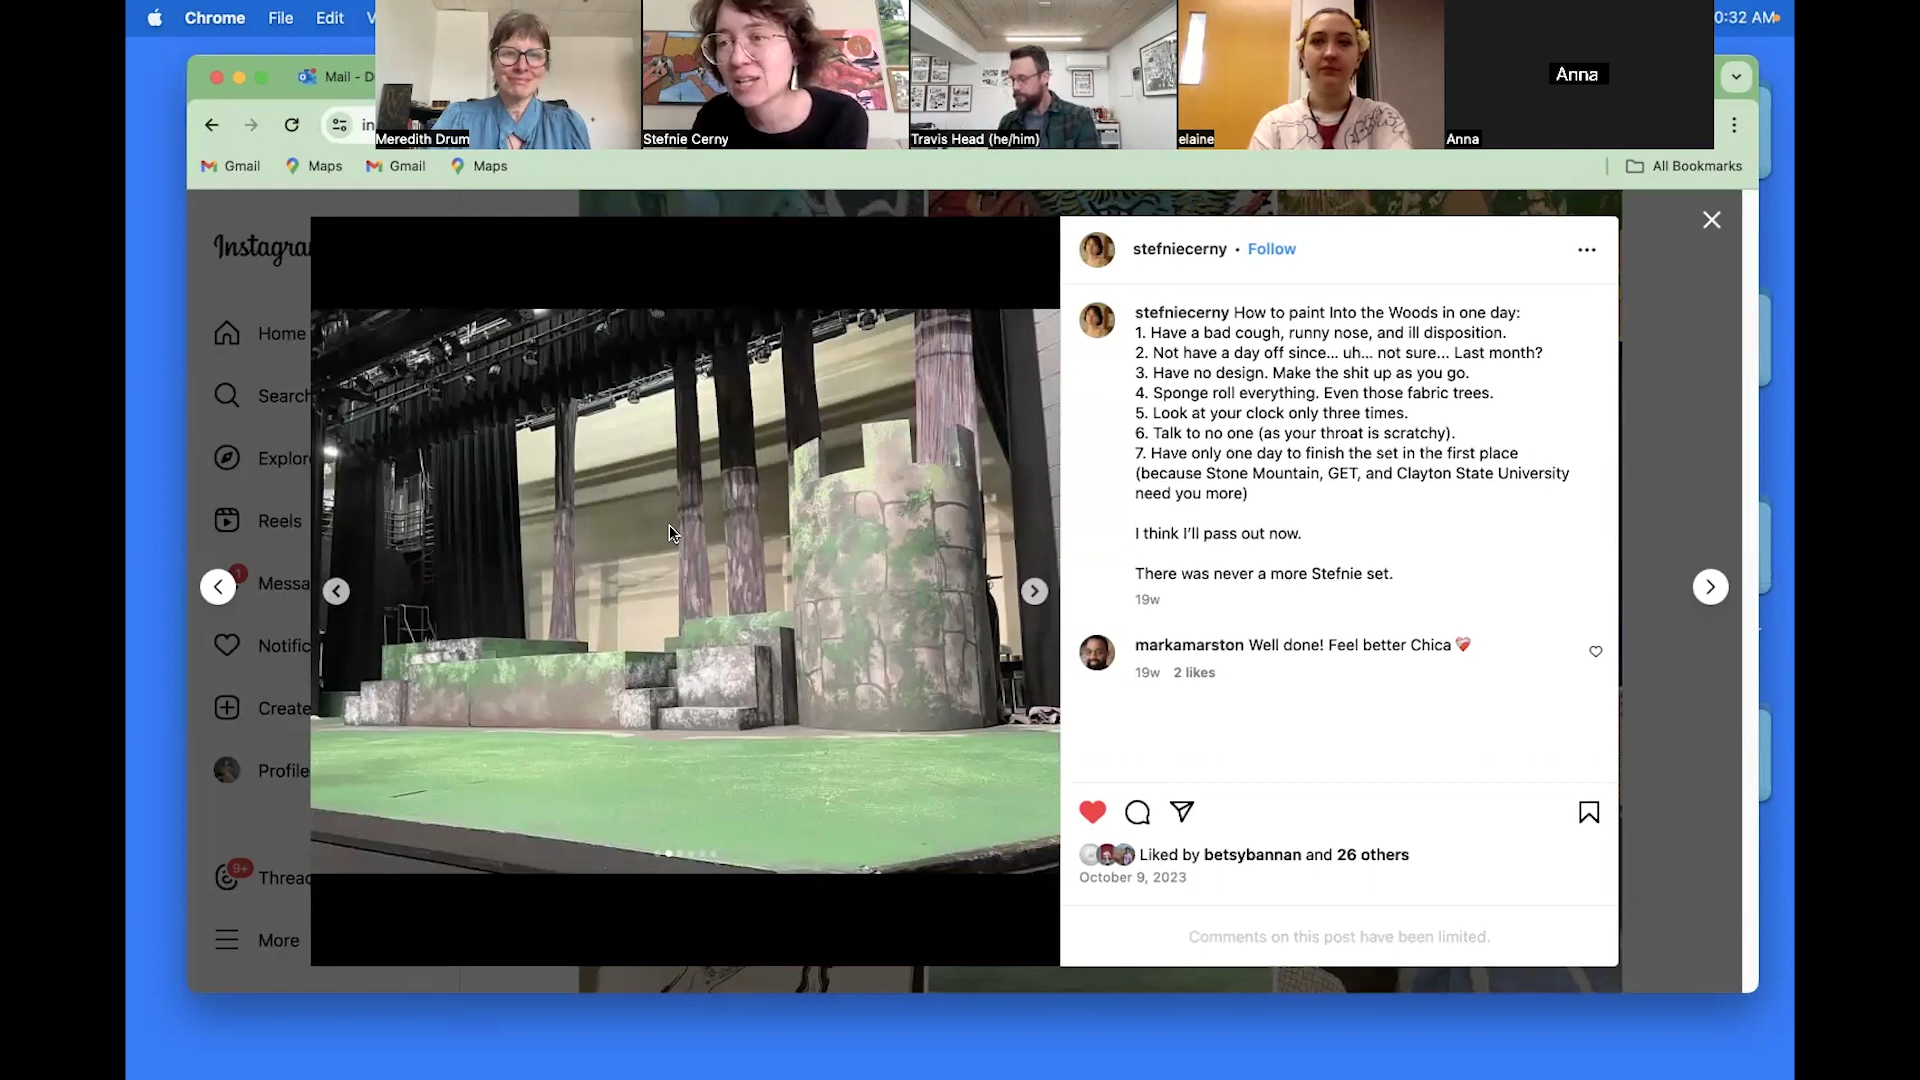 Chrome File Edit V
0:32 AM
Anna
Mail - D
in
Meredith Drum
Stefnie Cerny
Travis Head (he/him)
elaine
Anna
Gmail Maps Gmail Maps
All Bookmarks
Instagra
Home
Search
Explor
Reels
1
Messa
Notific
Create
Profile
9+
Threa
More
stefniecerny • Follow
stefniecerny How to paint Into the Woods in one day:
1. Have a bad cough, runny nose, and ill disposition.
2. Not have a day off since... uh... not sure... Last month?
3. Have no design. Make the shit up as you go.
4. Sponge roll everything. Even those fabric trees.
5. Look at your clock only three times.
6. Talk to no one (as your throat is scratchy).
7. Have only one day to finish the set in the first place
(because Stone Mountain, GET, and Clayton State University
need you more)
I think I'll pass out now.
There was never a more Stefnie set.
19w
markamarston Well done! Feel better Chica ❤️‍🩹
19w 2 likes
Liked by betsybannan and 26 others
October 9, 2023
Comments on this post have been limited.